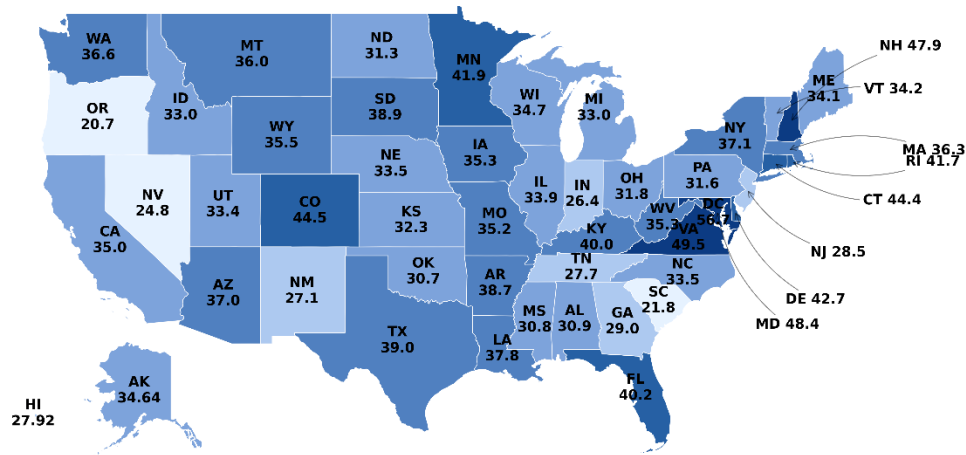 WA
36.6
MT
36.0
ND
31.3
MN
41.9
NH 47.9
ME
34.1
VT 34.2
OR
20.7
ID
33.0
SD
38.9
WI
34.7
MI
33.0
WY
35.5
NY
37.1
MA 36.3
RI 41.7
IA
35.3
NE
33.5
PA
31.6
OH
31.8
IL
33.9
IN
26.4
CT 44.4
NV
24.8
UT
33.4
CO
44.5
KS
32.3
MO
35.2
WV
35.3
DC
56.7
VA
49.5
KY
40.0
CA
35.0
NJ 28.5
TN
27.7
NC
33.5
OK
30.7
AR
38.7
AZ
37.0
NM
27.1
SC
21.8
DE 42.7
MS
30.8
AL
30.9
GA
29.0
MD 48.4
TX
39.0
LA
37.8
FL
40.2
AK
34.64
HI
27.92